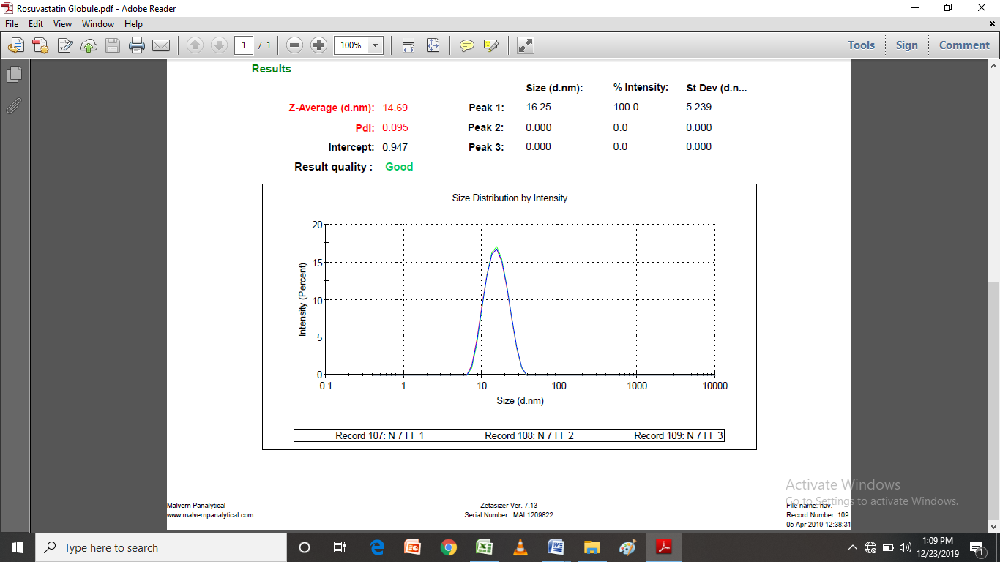 Rosuvastatin Globule.pdf - Adobe Reader
File Edit View Window Help
1 / 1 100% Tools Sign Comment
Results
Size (d.nm): % Intensity: St Dev (d.n...
Z-Average (d.nm): 14.69 Peak 1: 16.25 100.0 5.239
PdI: 0.095 Peak 2: 0.000 0.0 0.000
Intercept: 0.947 Peak 3: 0.000 0.0 0.000
Result quality : Good
Size Distribution by Intensity
Intensity (Percent)
20
15
10
5
0
0.1 1 10 100 1000 10000
Size (d.nm)
Record 107: N 7 FF 1 Record 108: N 7 FF 2 Record 109: N 7 FF 3
Activate Windows
Go to Settings to activate Windows.
Malvern Panalytical Zetasizer Ver. 7.13 File name: nav.
www.malvernpanalytical.com Serial Number : MAL1209822 Record Number: 109
05 Apr 2019 12:38:31
Type here to search
1:09 PM
12/23/2019
1